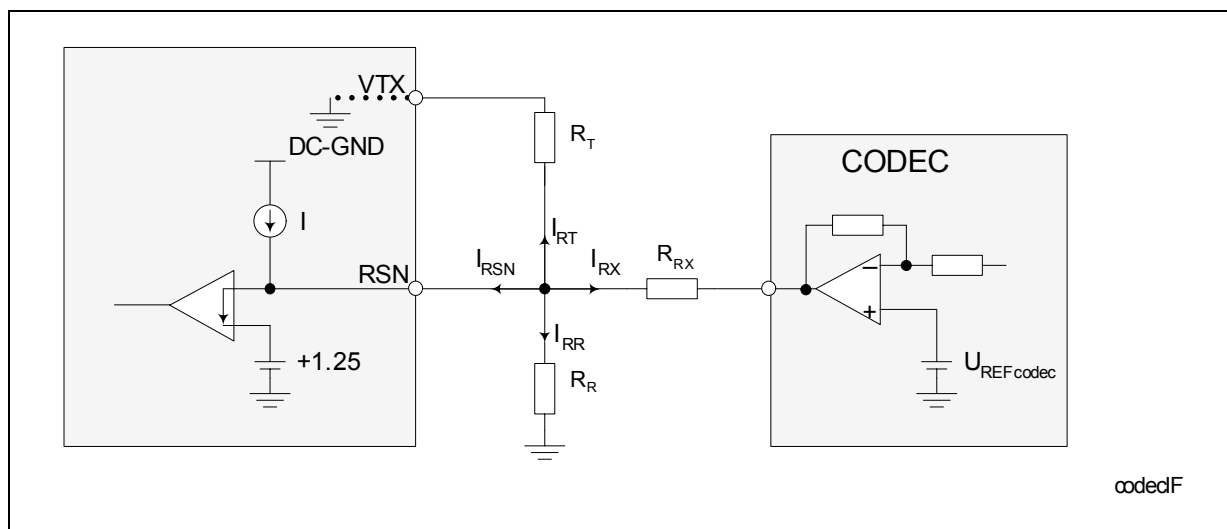 VTX
DC-GND
I
RSN
+1.25
R_T
I_RT
I_RSN
I_RX
I_RR
R_R
R_RX
CODEC
−
+
U_REFcodec
codecIF